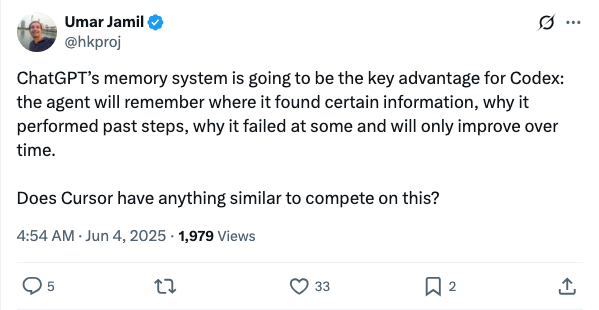 Umar Jamil
@hkproj
ChatGPT’s memory system is going to be the key advantage for Codex:
the agent will remember where it found certain information, why it
performed past steps, why it failed at some and will only improve over
time.
Does Cursor have anything similar to compete on this?
4:54 AM · Jun 4, 2025 · 1,979 Views
5 33 2